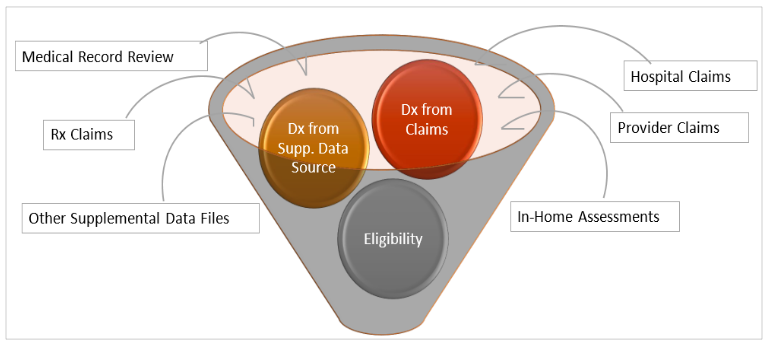 Medical Record Review
Rx Claims
Other Supplemental Data Files
Dx from
Supp. Data
Source
Dx from
Claims
Eligibility
Hospital Claims
Provider Claims
In-Home Assessments